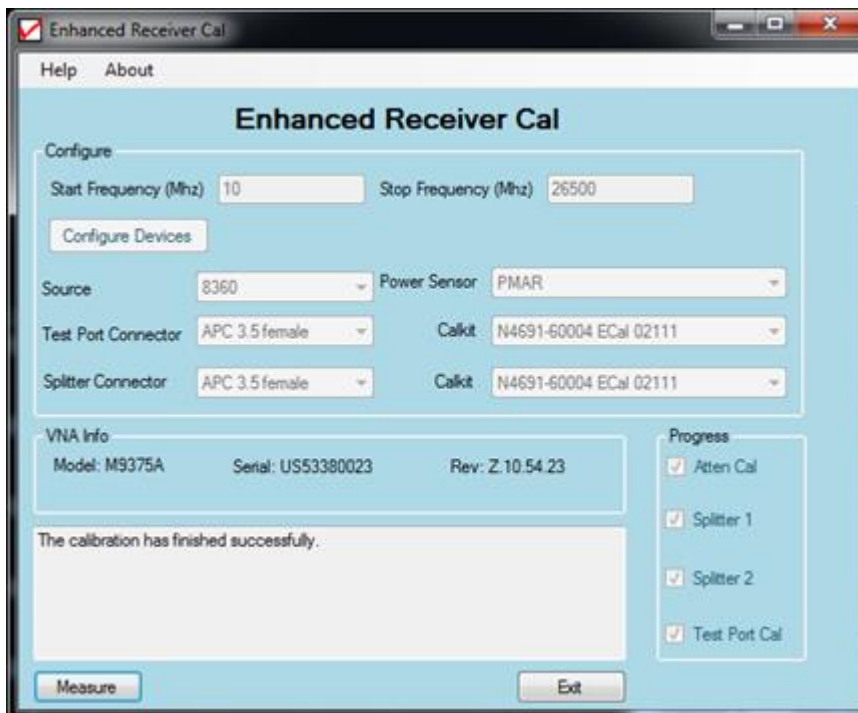 Enhanced Receiver Cal
Help About
Enhanced Receiver Cal
Configure
Start Frequency (Mhz) 10 Stop Frequency (Mhz) 26500
Configure Devices
Source 8360 Power Sensor PMAR
Test Port Connector APC 3.5 female Calkit N4691-60004 ECal 02111
Splitter Connector APC 3.5 female Calkit N4691-60004 ECal 02111
VNA Info
Model: M9375A Serial: US53380023 Rev: Z.10.54.23
Progress
Atten Cal
Splitter 1
Splitter 2
Test Port Cal
The calibration has finished successfully.
Measure Exit